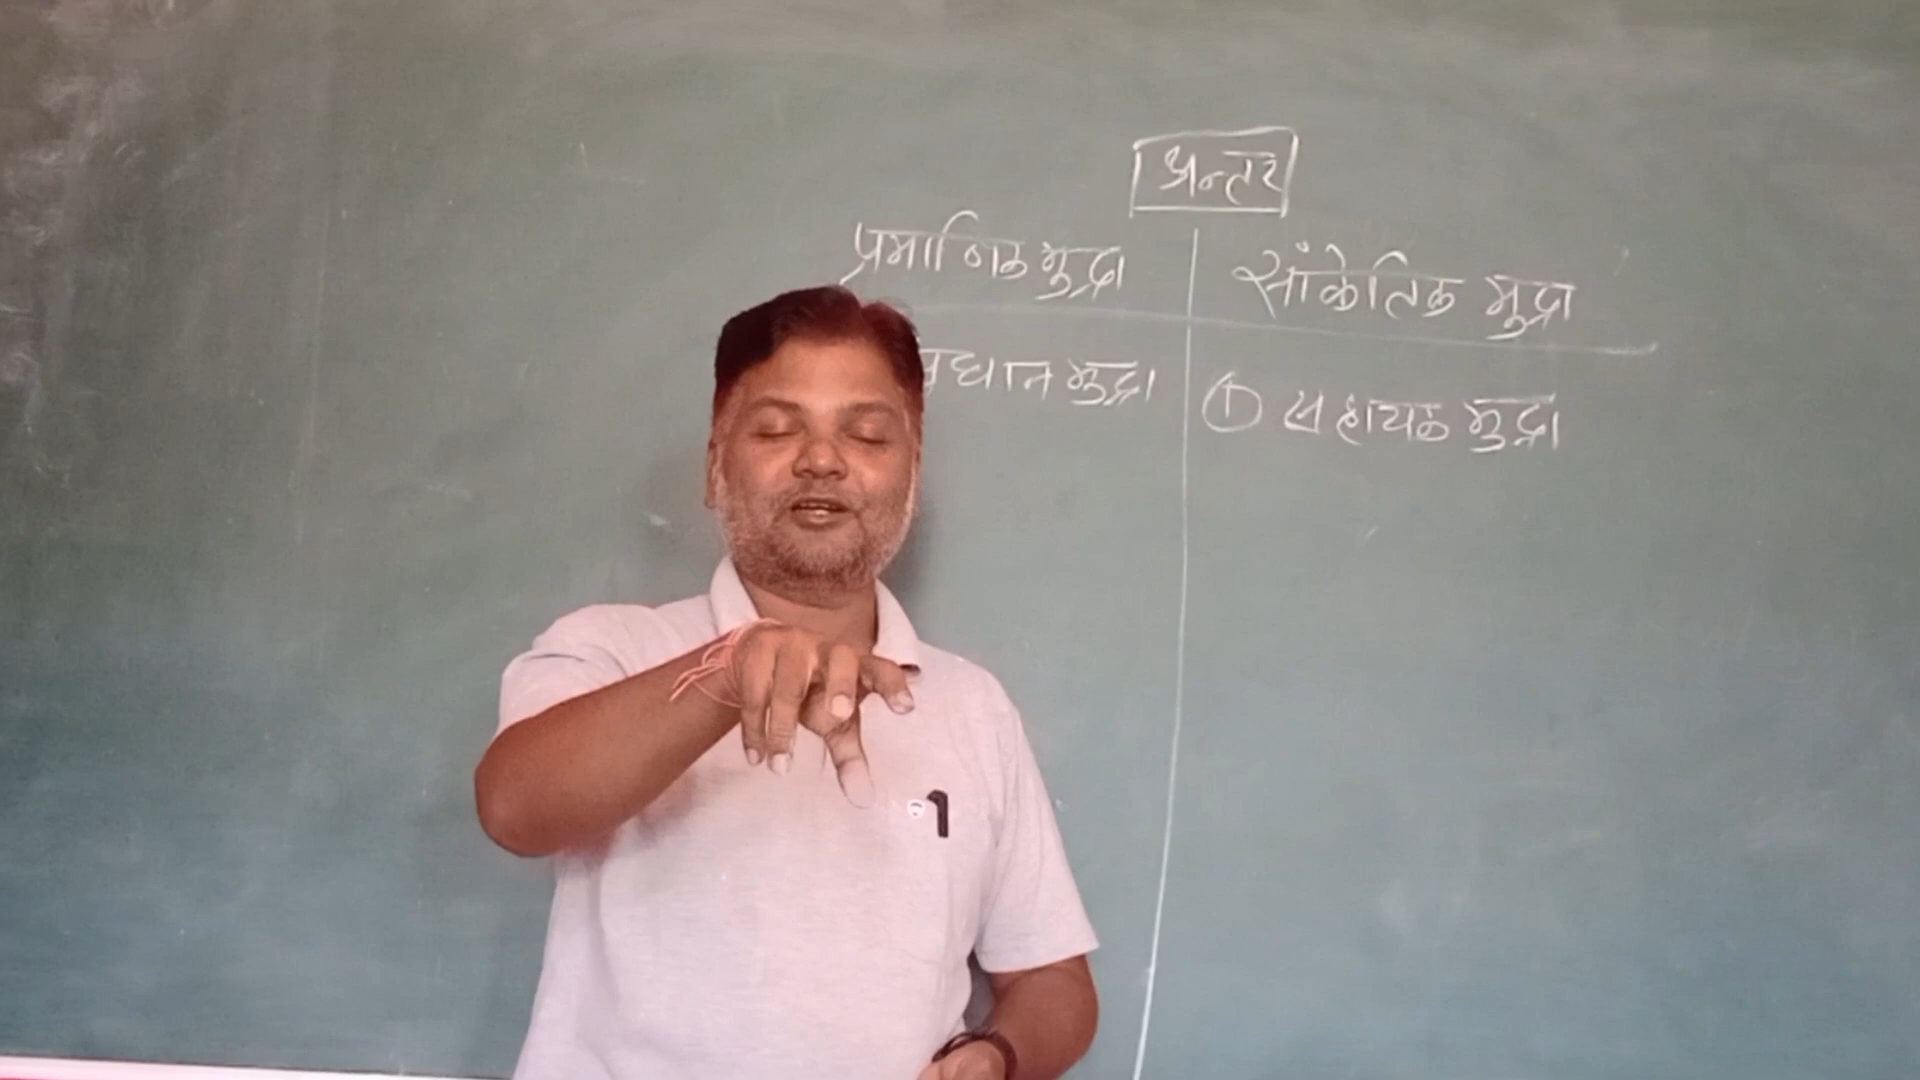 अन्तर
प्रमाणिक मुद्रा
सांकेतिक मुद्रा
मुद्रा
① सहायक मुद्रा